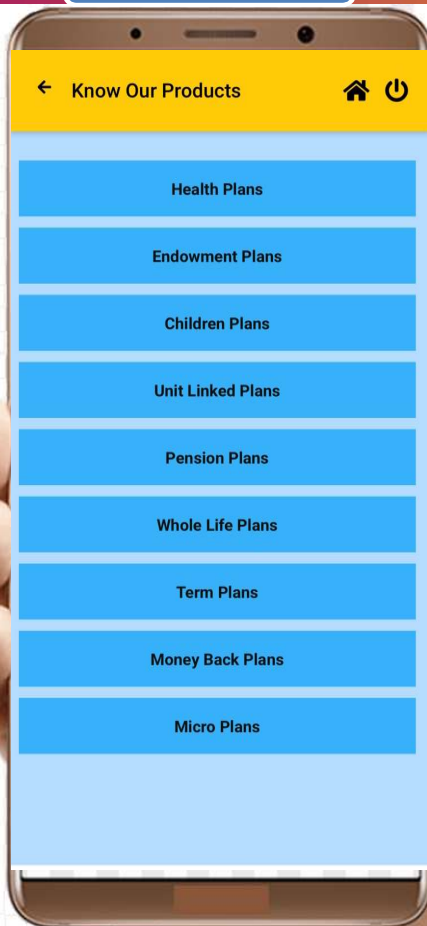 Know Our Products
Health Plans
Endowment Plans
Children Plans
Unit Linked Plans
Pension Plans
Whole Life Plans
Term Plans
Money Back Plans
Micro Plans